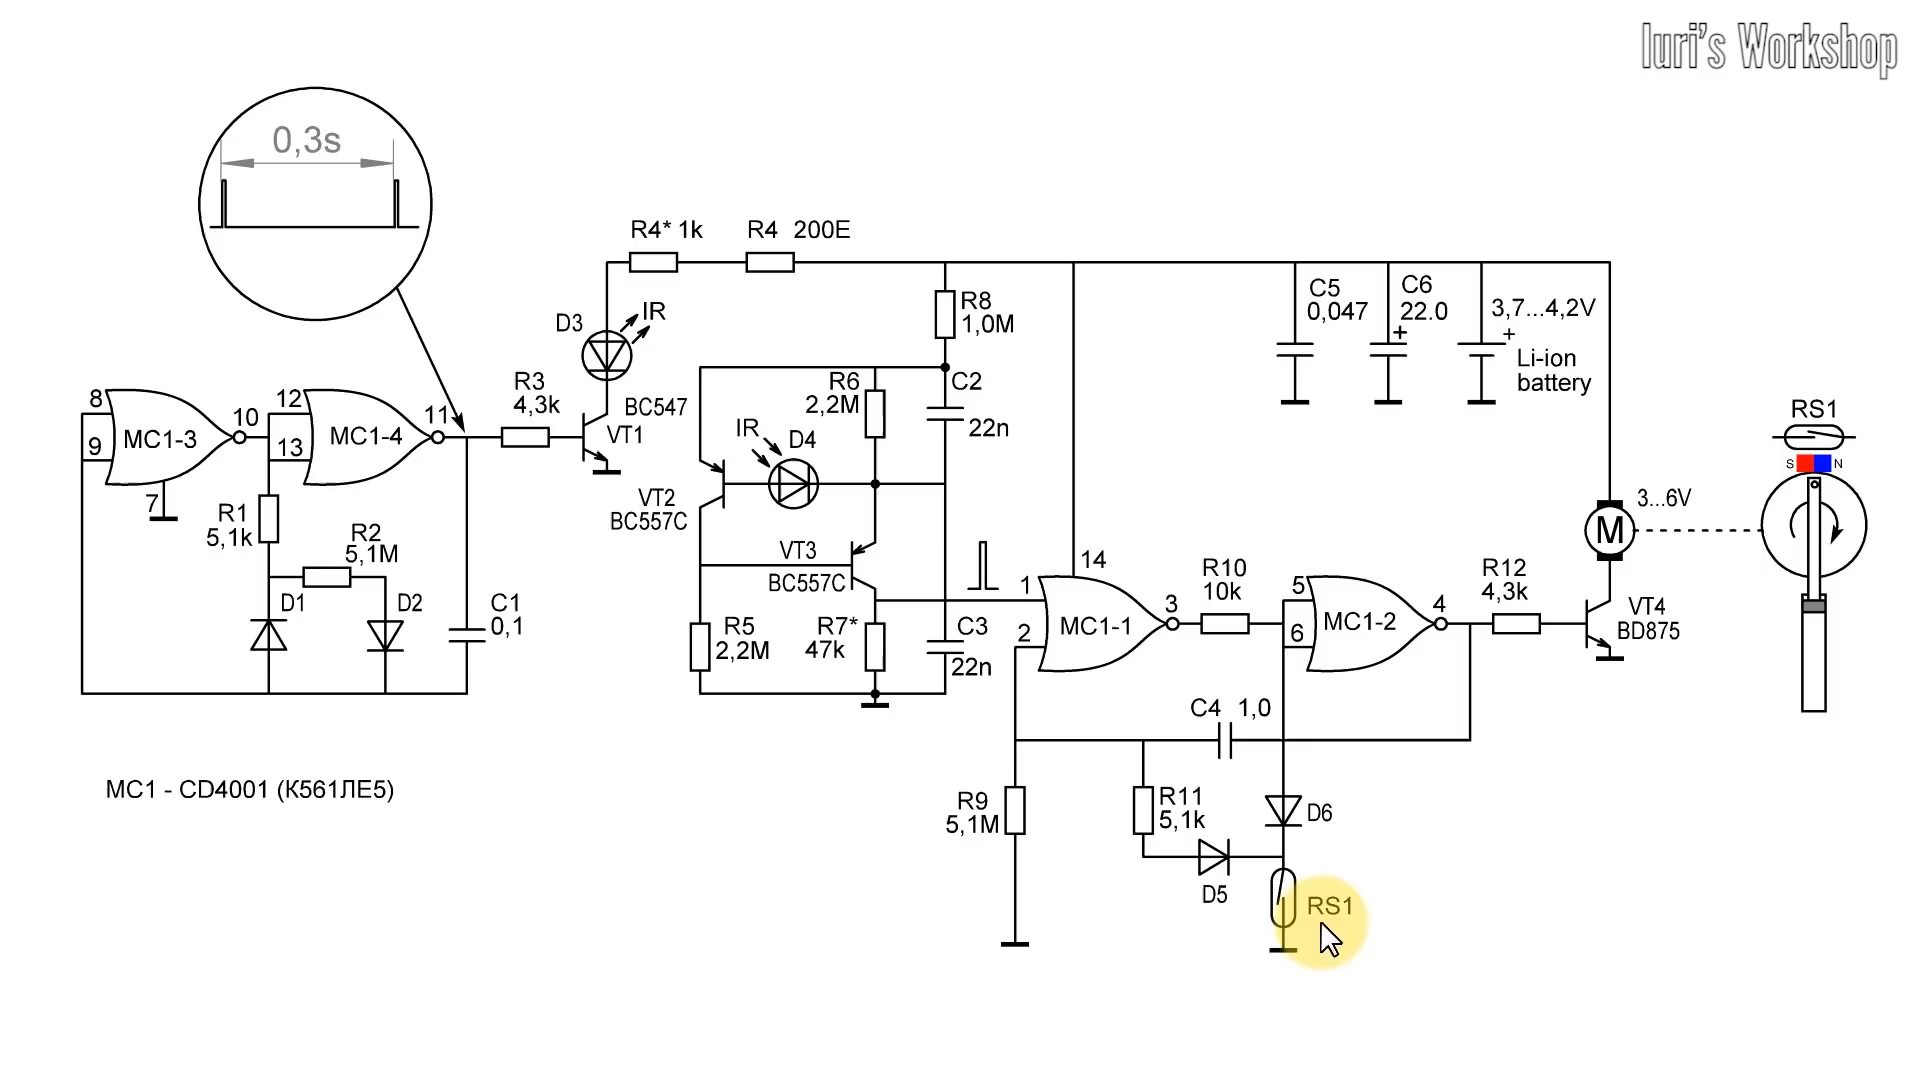 Iuri's Workshop
0,3s
R4* 1k
R4 200E
D3
IR
R3
4,3k
BC547
VT1
8
9
MC1-3
10
7
12
13
MC1-4
11
R1
5,1k
R2
5,1M
D1
D2
C1
0,1
MC1 - CD4001 (К561ЛЕ5)
R8
1,0M
R6
2,2M
C2
22n
IR
D4
VT2
BC557C
VT3
BC557C
R5
2,2M
R7*
47k
C3
22n
1
2
14
MC1-1
3
R10
10k
5
6
MC1-2
4
R12
4,3k
VT4
BD875
C4 1,0
R9
5,1M
R11
5,1k
D5
D6
RS1
C5
0,047
C6
22.0
+
3,7...4,2V
+
Li-ion
battery
M
3...6V
RS1
S
N